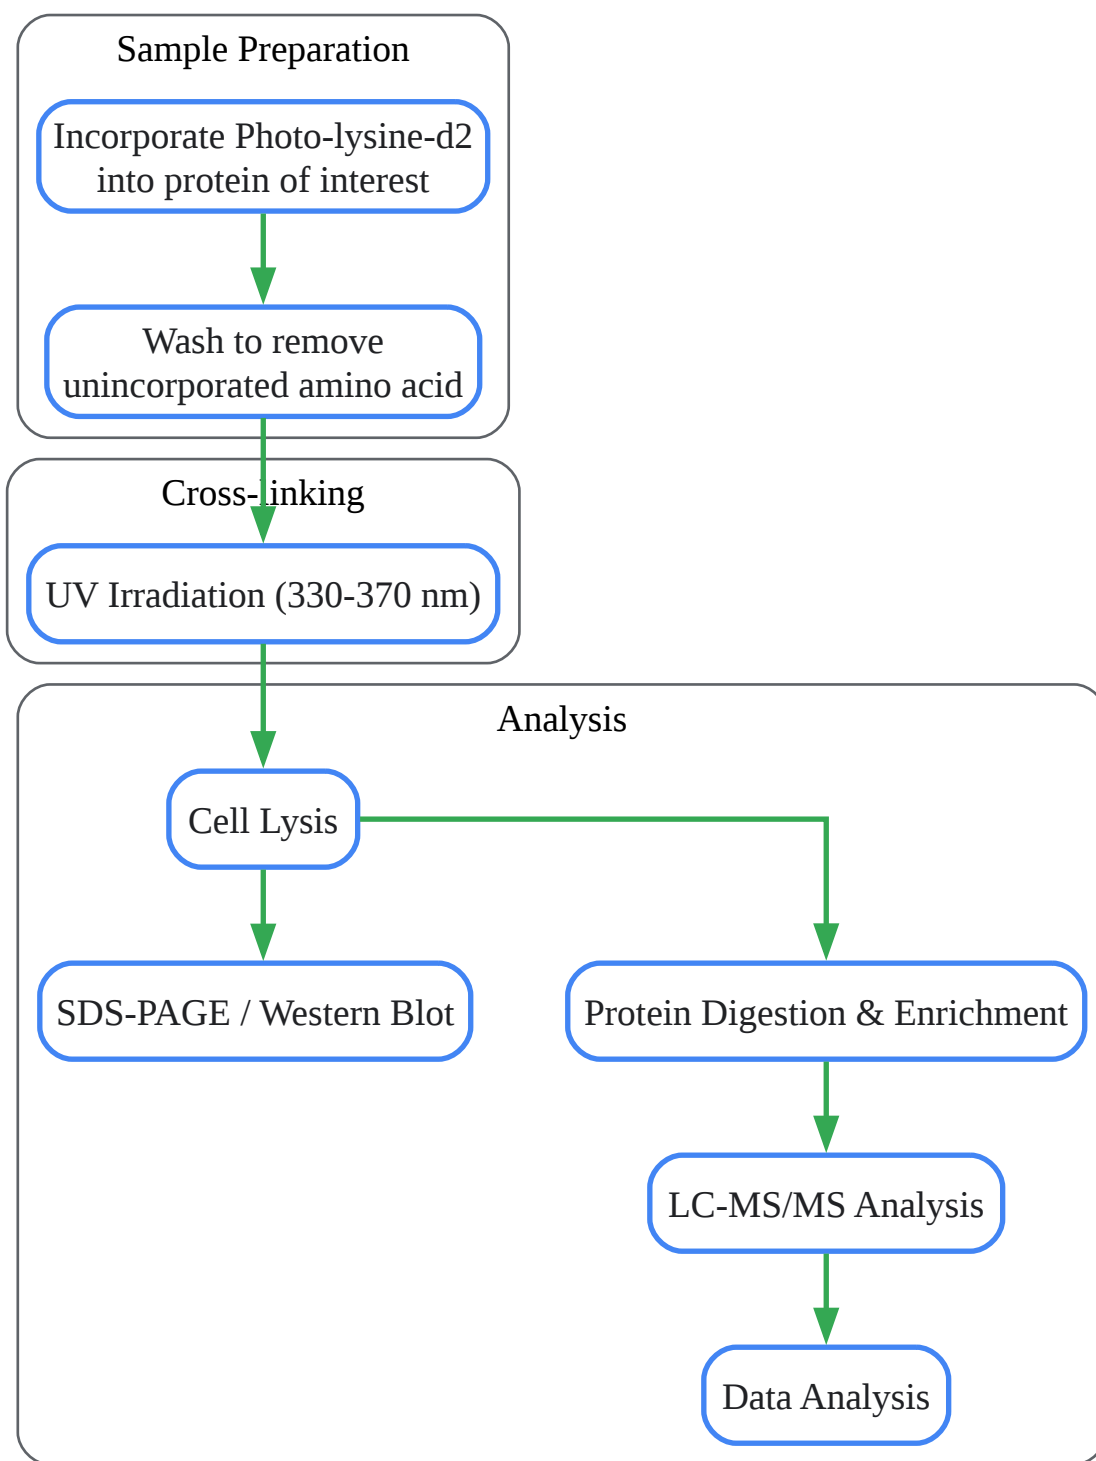 Sample Preparation
Incorporate Photo-lysine-d2
into protein of interest
Wash to remove
unincorporated amino acid
Cross-linking
UV Irradiation (330-370 nm)
Analysis
Cell Lysis
SDS-PAGE / Western Blot
Protein Digestion & Enrichment
LC-MS/MS Analysis
Data Analysis